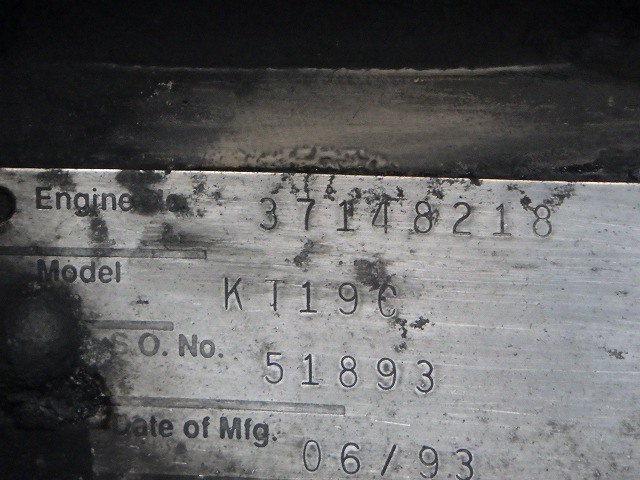 Engine No. 37148218
Model KT19C
S.O. No. 51893
Date of Mfg. 06/93